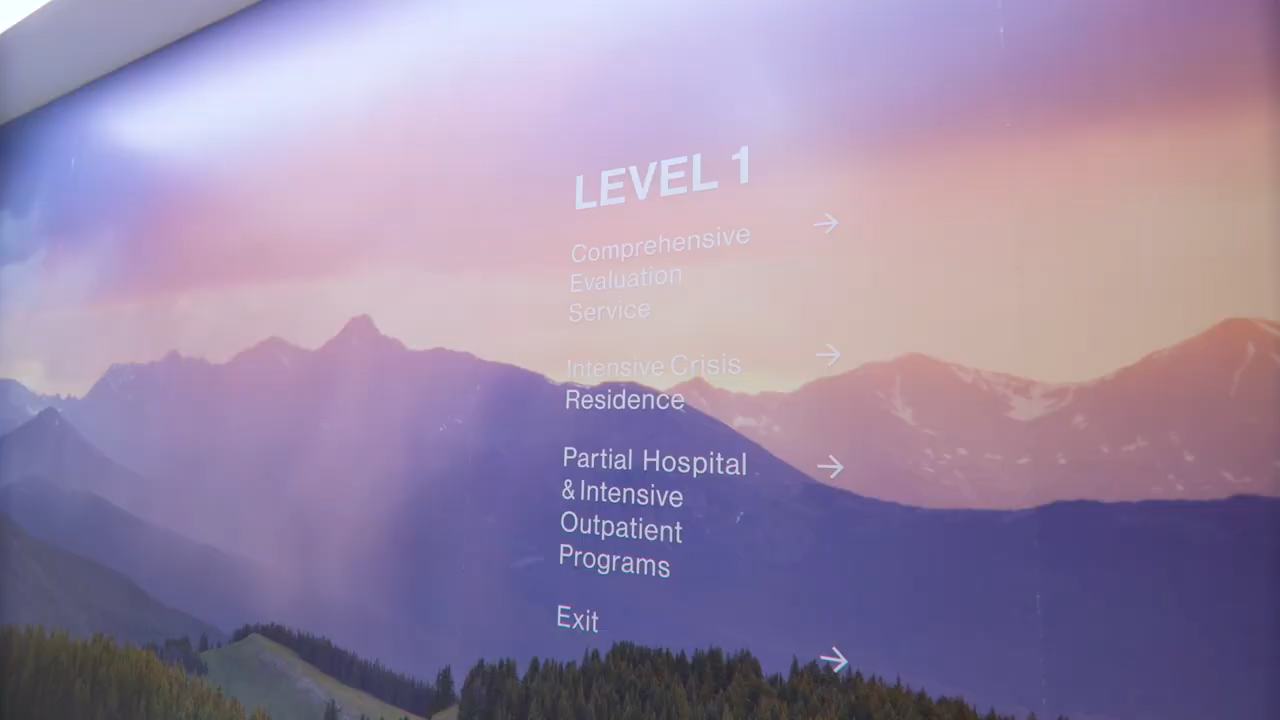 LEVEL 1
Comprehensive →
Evaluation
Service
Intensive Crisis →
Residence
Partial Hospital →
& Intensive
Outpatient
Programs
Exit →